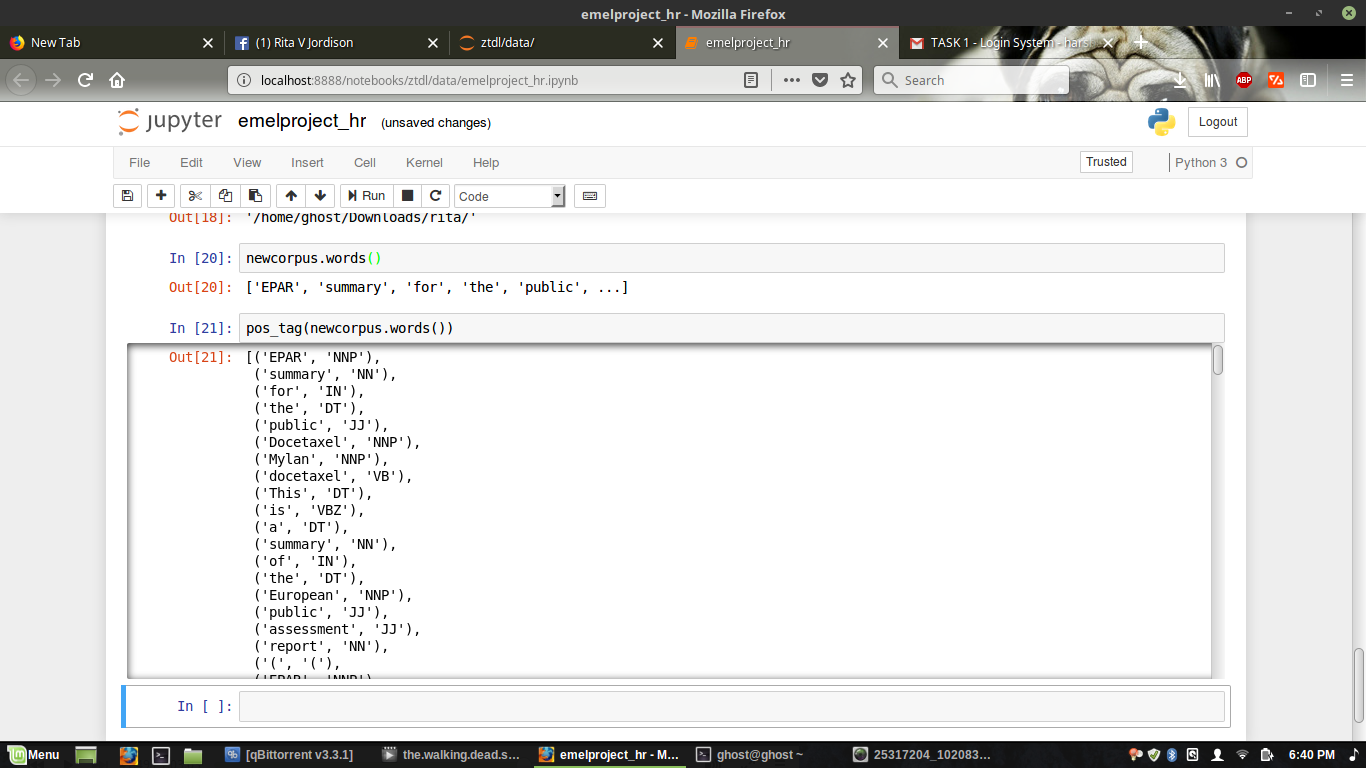 emelproject_hr - Mozilla Firefox
New Tab
(1) Rita V Jordison
ztdl/data/
emelproject_hr
TASK 1 - Login System - hars
localhost:8888/notebooks/ztdl/data/emelproject_hr.ipynb
Search
ABP
jupyter emelproject_hr (unsaved changes)
Logout
File Edit View Insert Cell Kernel Help
Trusted
Python 3
Run
Code
Out[18]: '/home/ghost/Downloads/rita/'
In [20]: newcorpus.words()
Out[20]: ['EPAR', 'summary', 'for', 'the', 'public', ...]
In [21]: pos_tag(newcorpus.words())
Out[21]: [('EPAR', 'NNP'),
('summary', 'NN'),
('for', 'IN'),
('the', 'DT'),
('public', 'JJ'),
('Docetaxel', 'NNP'),
('Mylan', 'NNP'),
('docetaxel', 'VB'),
('This', 'DT'),
('is', 'VBZ'),
('a', 'DT'),
('summary', 'NN'),
('of', 'IN'),
('the', 'DT'),
('European', 'NNP'),
('public', 'JJ'),
('assessment', 'JJ'),
('report', 'NN'),
('(', '('),
('EPAR', 'NNP'),
In [ ]:
Menu
[qBittorrent v3.3.1]
the.walking.dead.s...
emelproject_hr - M...
ghost@ghost ~
25317204_102083...
6:40 PM